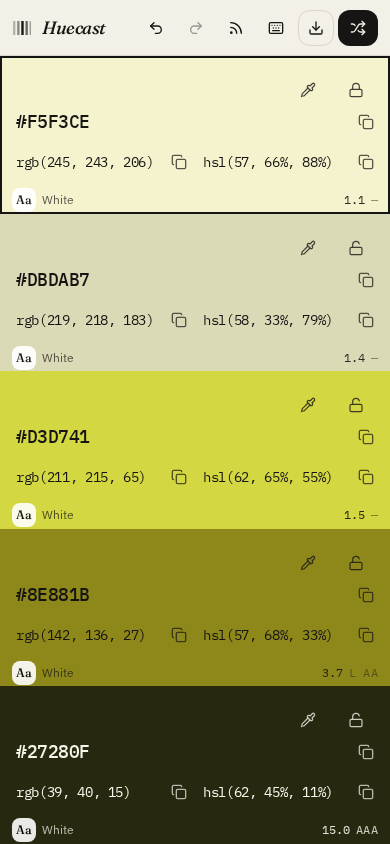 Huecast
#F5F3CE
rgb(245, 243, 206) hsl(57, 66%, 88%)
Aa White 1.1 —
#DBDAB7
rgb(219, 218, 183) hsl(58, 33%, 79%)
Aa White 1.4 —
#D3D741
rgb(211, 215, 65) hsl(62, 65%, 55%)
Aa White 1.5 —
#8E881B
rgb(142, 136, 27) hsl(57, 68%, 33%)
Aa White 3.7 L AA
#27280F
rgb(39, 40, 15) hsl(62, 45%, 11%)
Aa White 15.0 AAA